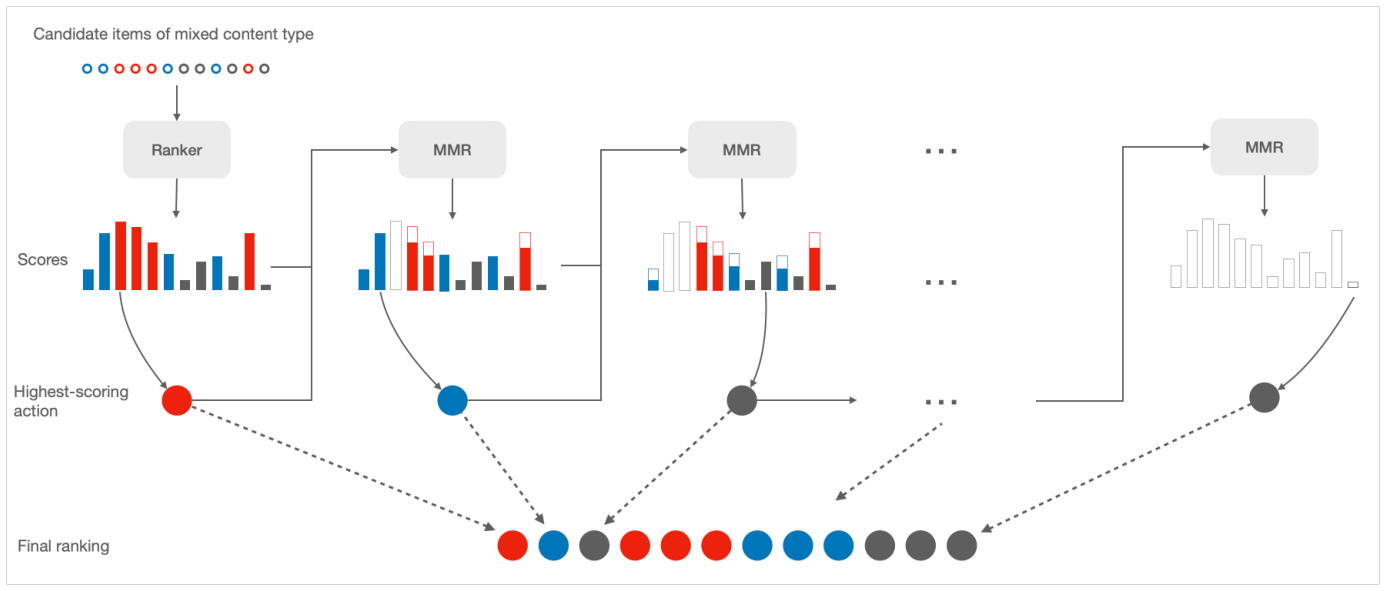 Candidate items of mixed content type
Ranker
MMR
MMR
...
MMR
Scores
...
Highest-scoring
action
...
Final ranking